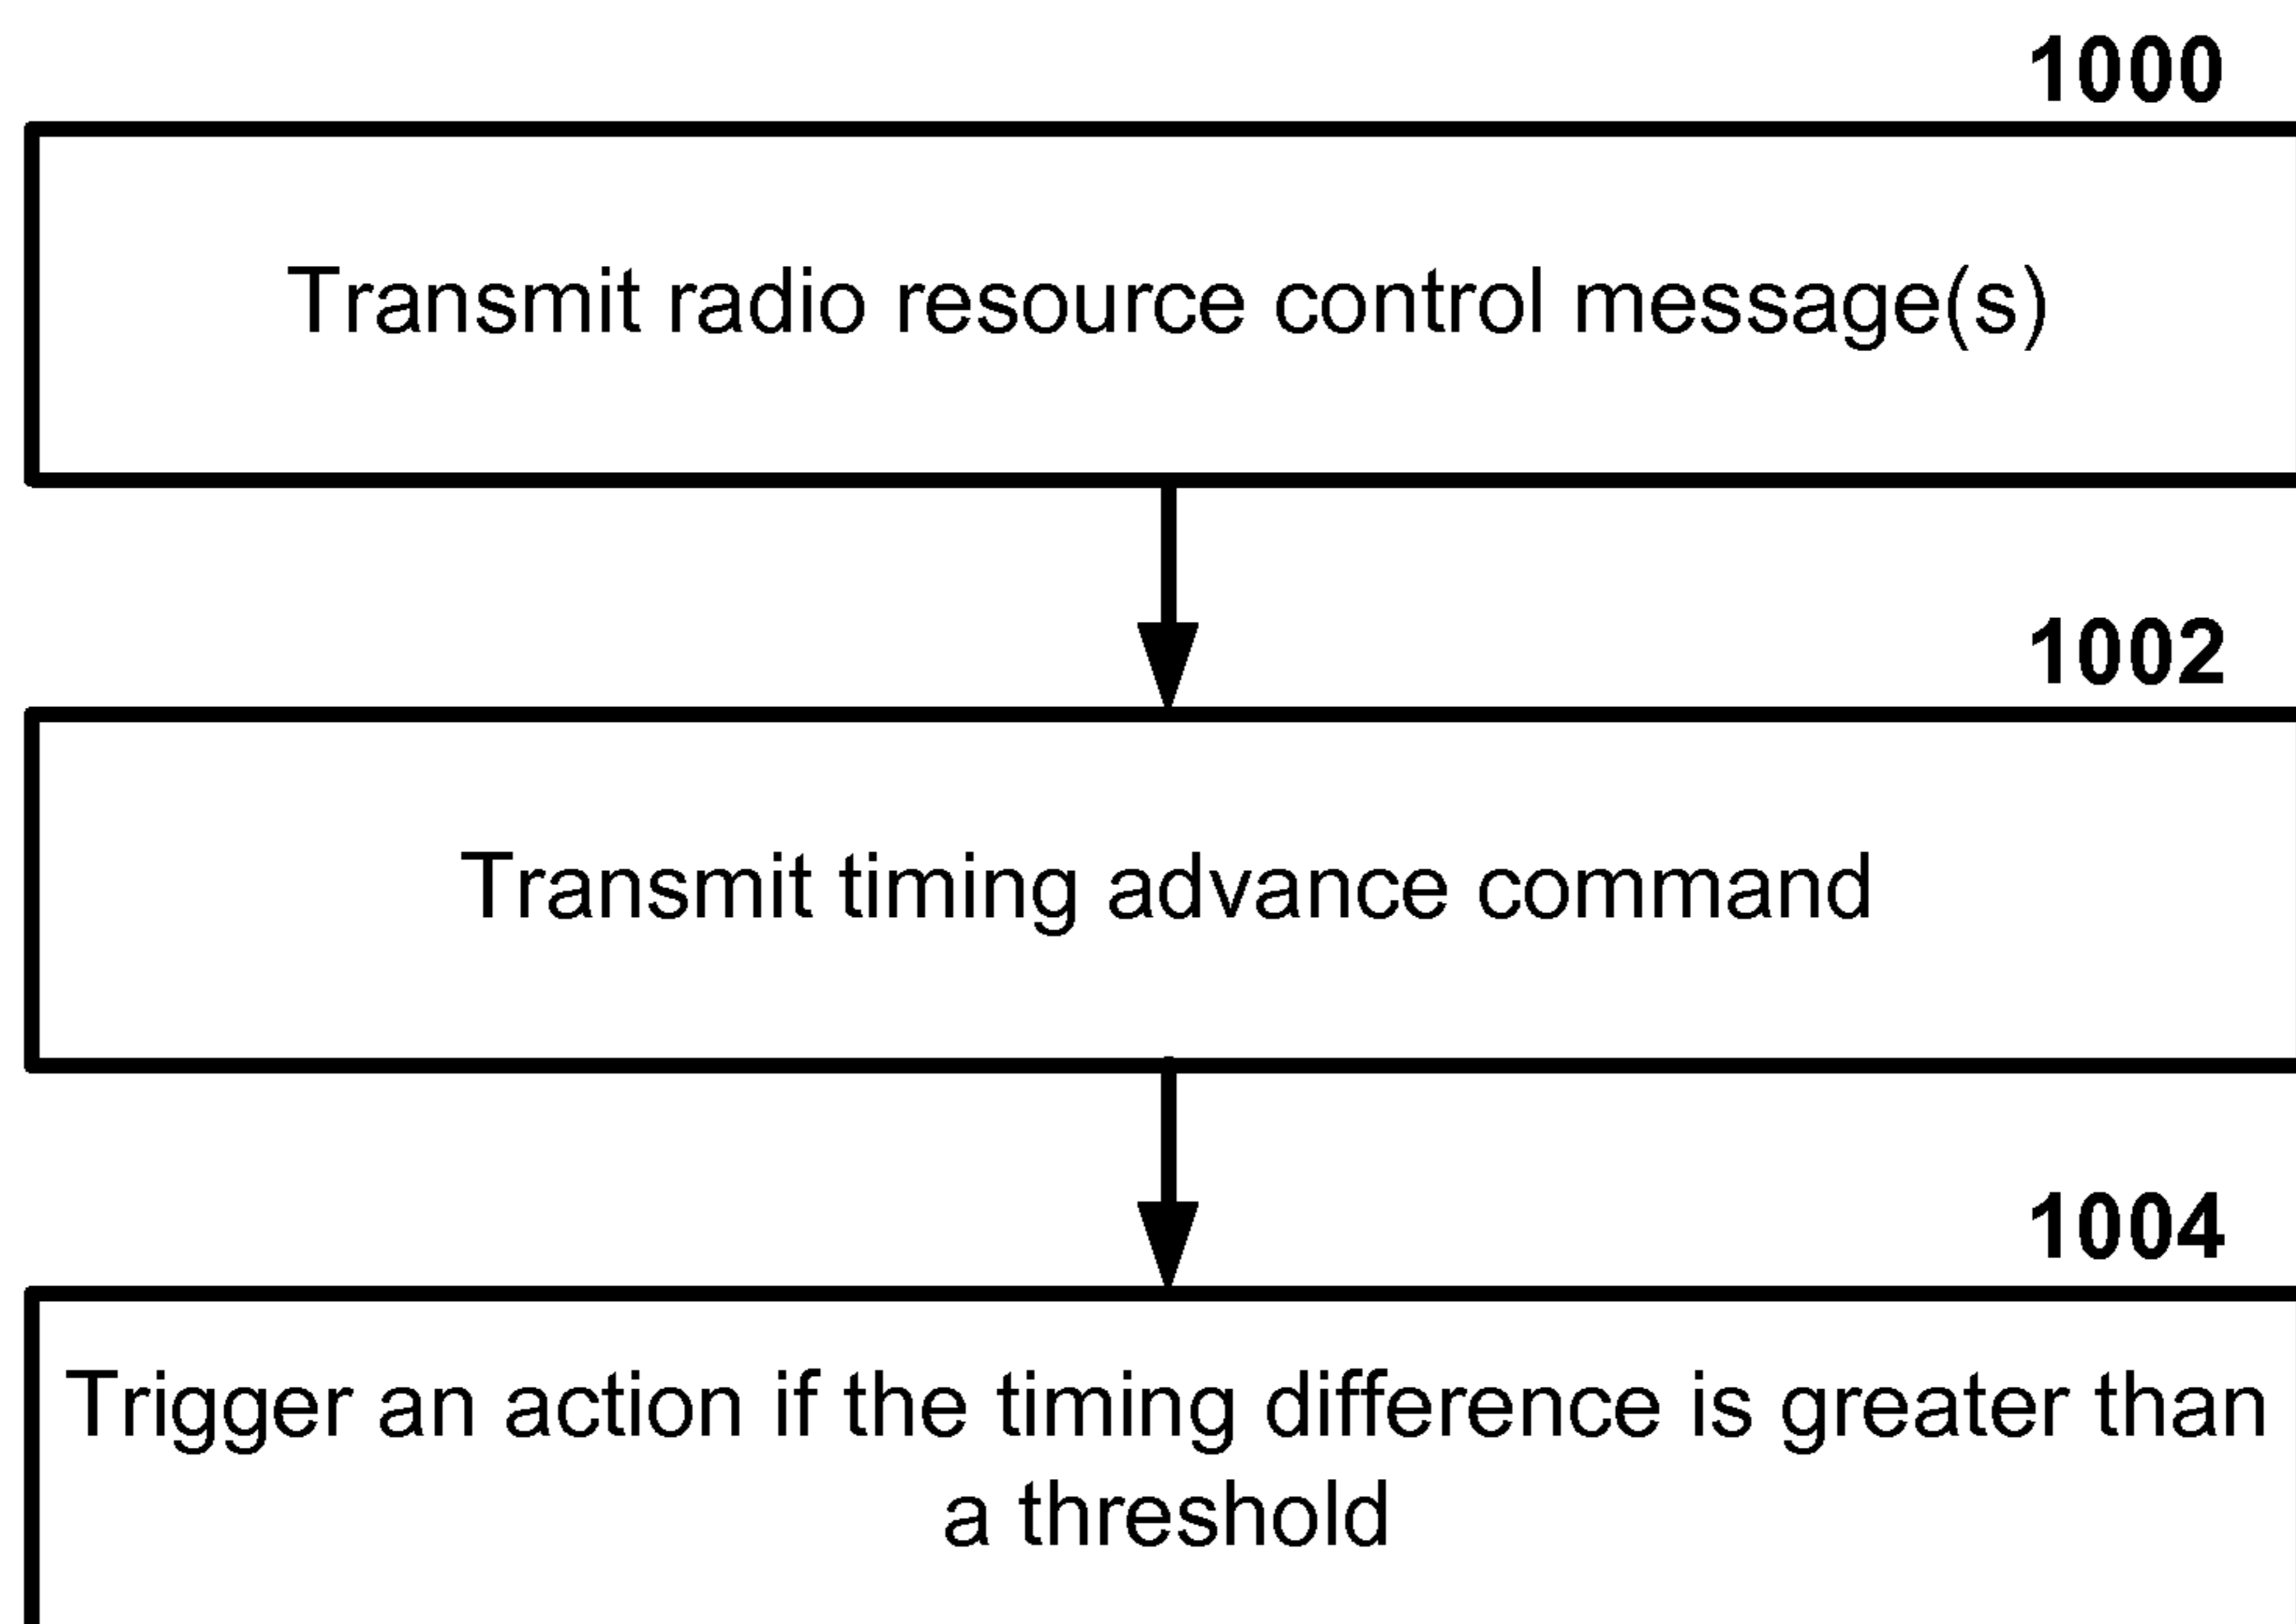 1000
Transmit radio resource control message(s)
1002
Transmit timing advance command
1004
Trigger an action if the timing difference is greater than
a threshold